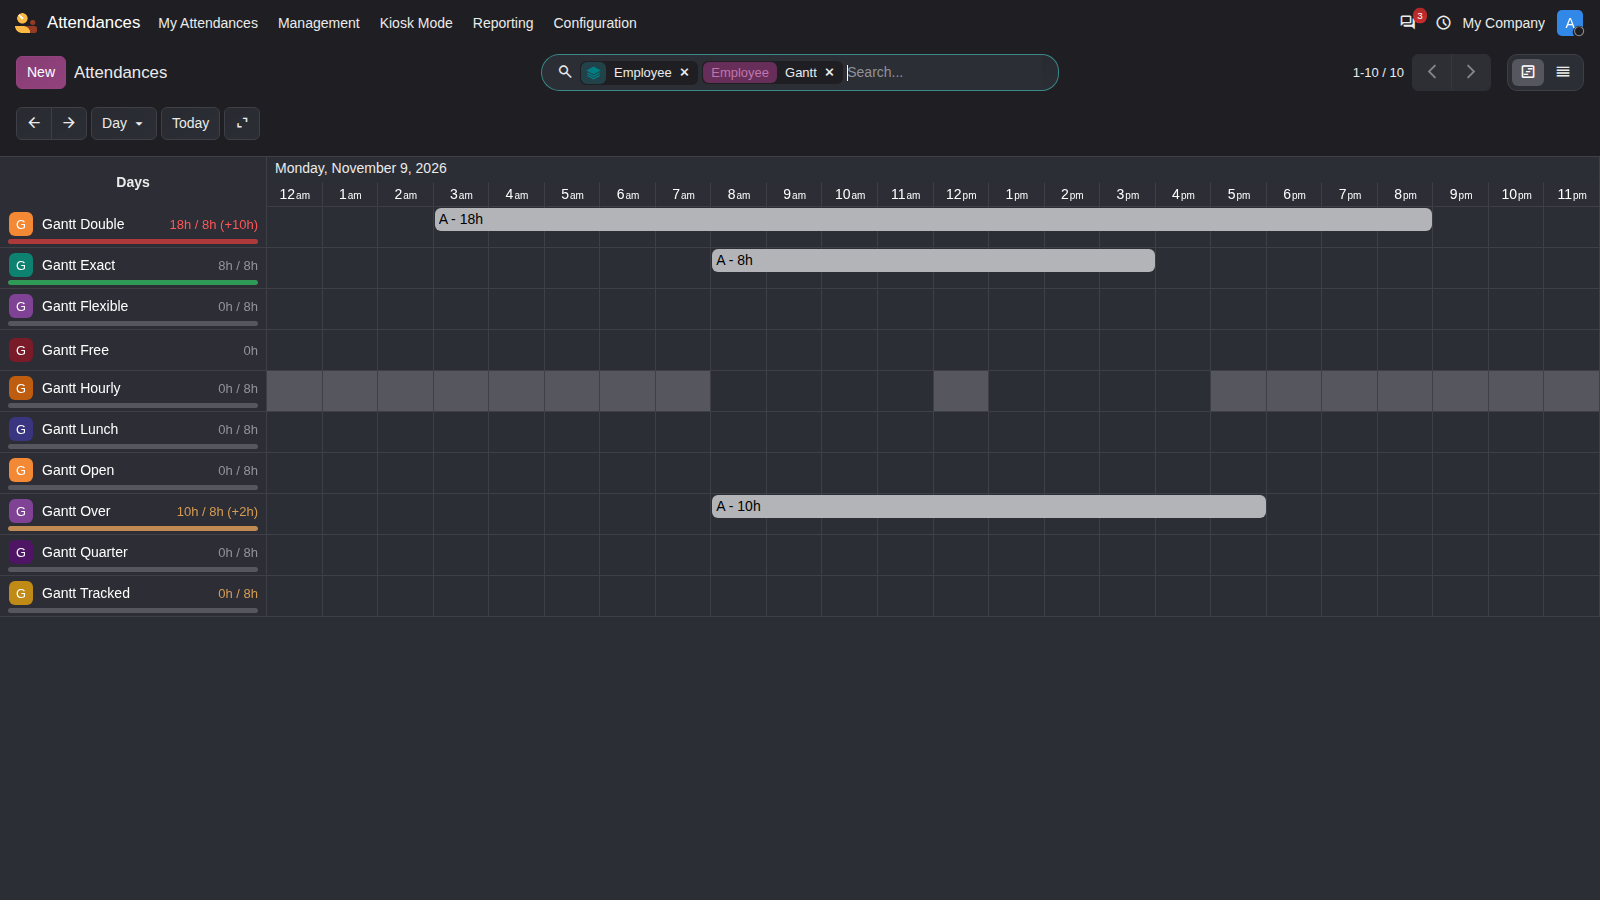 Attendances My Attendances Management Kiosk Mode Reporting Configuration 3 My Company A
New Attendances Employee Employee Gantt Search... 1-10 / 10
Day Today
Monday, November 9, 2026
Days
12am 1am 2am 3am 4am 5am 6am 7am 8am 9am 10am 11am 12pm 1pm 2pm 3pm 4pm 5pm 6pm 7pm 8pm 9pm 10pm 11pm
G Gantt Double 18h / 8h (+10h) A - 18h
G Gantt Exact 8h / 8h A - 8h
G Gantt Flexible 0h / 8h
G Gantt Free 0h
G Gantt Hourly 0h / 8h
G Gantt Lunch 0h / 8h
G Gantt Open 0h / 8h
G Gantt Over 10h / 8h (+2h) A - 10h
G Gantt Quarter 0h / 8h
G Gantt Tracked 0h / 8h